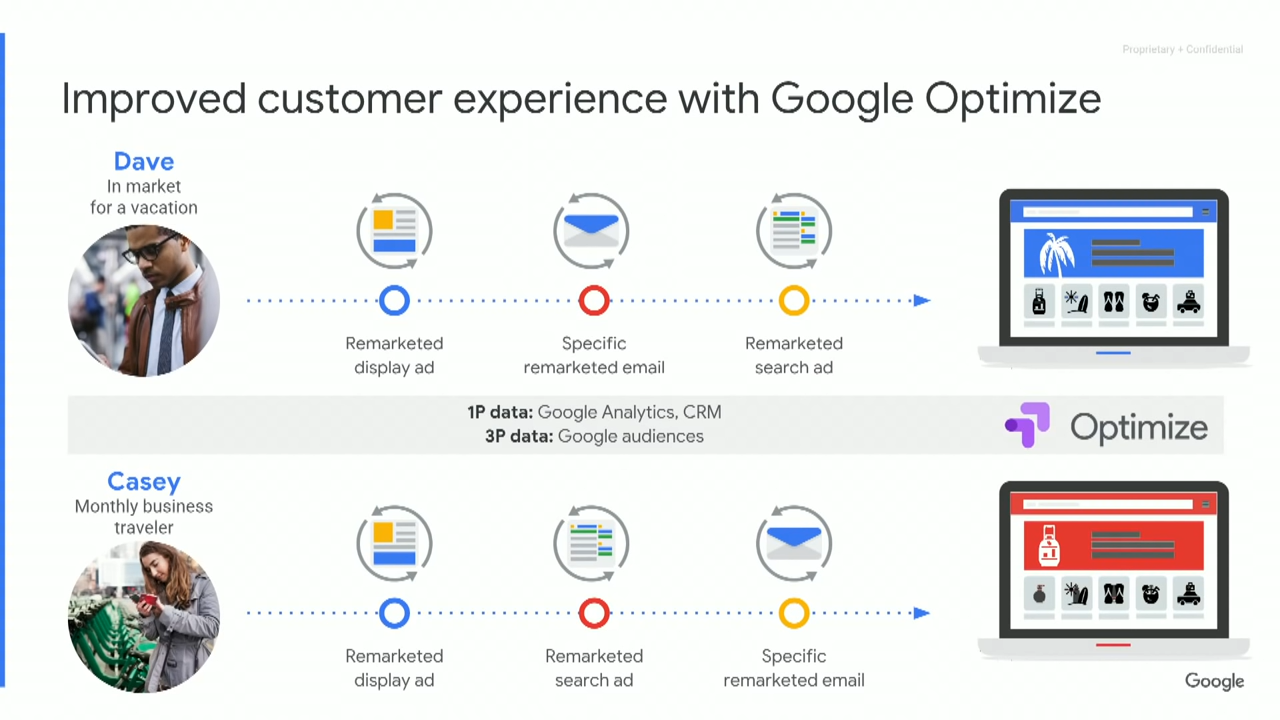 Proprietary + Confidential
Improved customer experience with Google Optimize
Dave
In market
for a vacation
Remarketed
display ad
Specific
remarketed email
Remarketed
search ad
1P data: Google Analytics, CRM
3P data: Google audiences
Optimize
Casey
Monthly business
traveler
Remarketed
display ad
Remarketed
search ad
Specific
remarketed email
Google